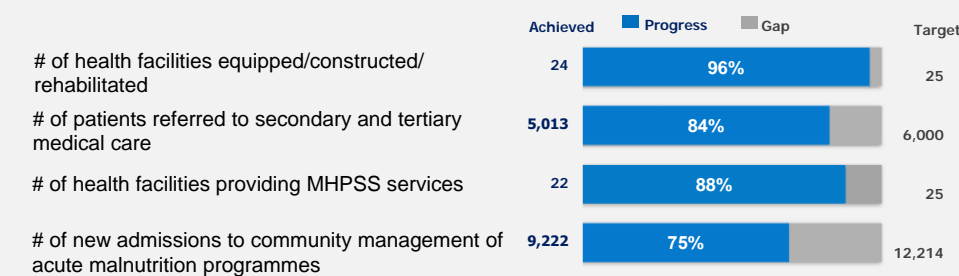 Achieved Progress Gap Target
# of health facilities equipped/constructed/
rehabilitated
24 96% 25
# of patients referred to secondary and tertiary
medical care
5,013 84% 6,000
# of health facilities providing MHPSS services 22 88% 25
# of new admissions to community management of
acute malnutrition programmes
9,222 75% 12,214